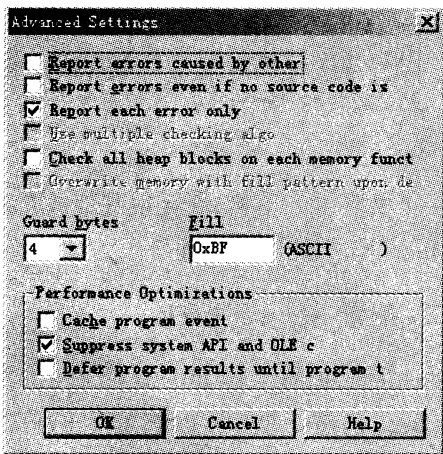 Advanced Settings
Report errors caused by other
Report errors even if no source code is
Report each error only
Use multiple checking algo
Check all heap blocks on each memory funct
Overwrite memory with fill pattern upon de
Guard bytes Fill
4 0xBF (ASCII )
Performance Optimizations
Cache program event
Suppress system API and OLE c
Defer program results until program t
OK Cancel Help